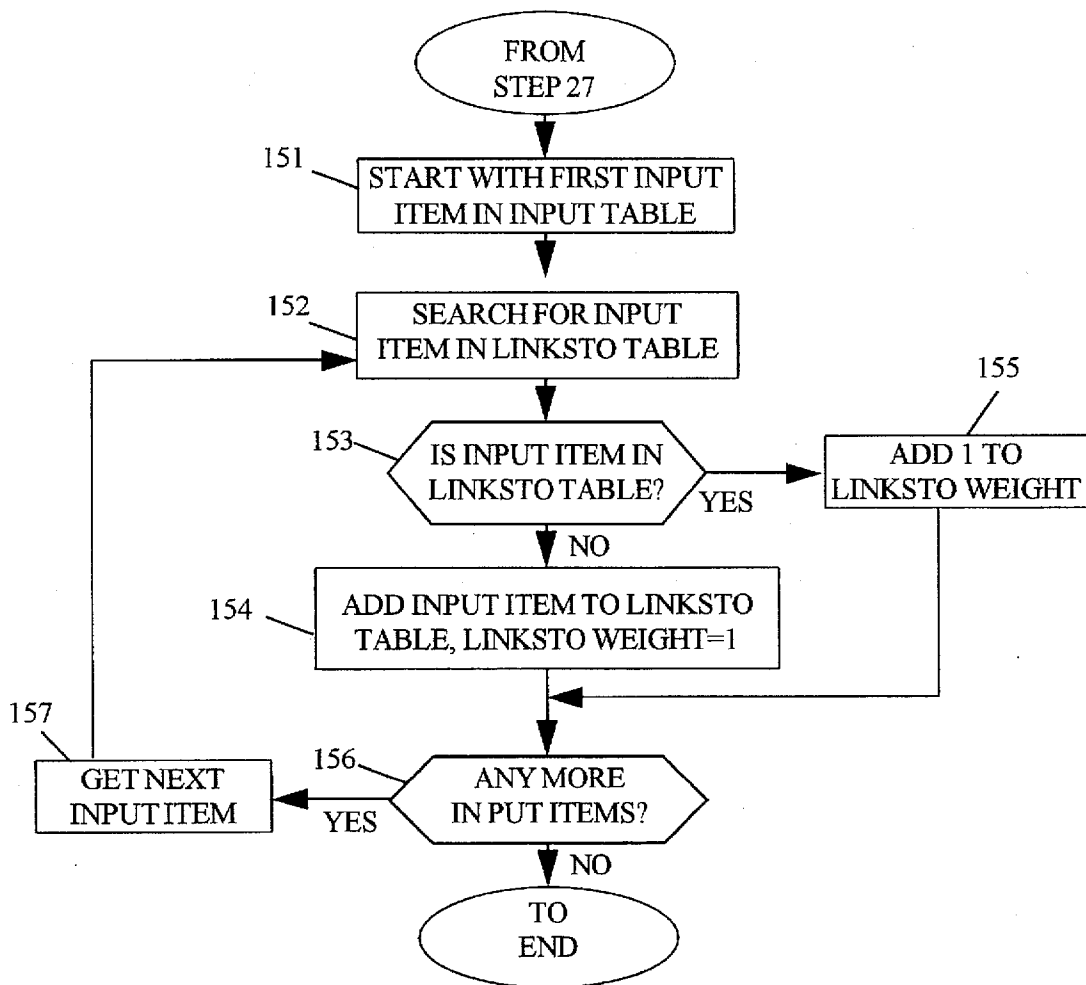 FROM
STEP 27
151
START WITH FIRST INPUT
ITEM IN INPUT TABLE
152
SEARCH FOR INPUT
ITEM IN LINKSTO TABLE
153
IS INPUT ITEM IN
LINKSTO TABLE?
YES
155
ADD 1 TO
LINKSTO WEIGHT
NO
154
ADD INPUT ITEM TO LINKSTO
TABLE, LINKSTO WEIGHT=1
157
GET NEXT
INPUT ITEM
156
ANY MORE
IN PUT ITEMS?
YES
NO
TO
END